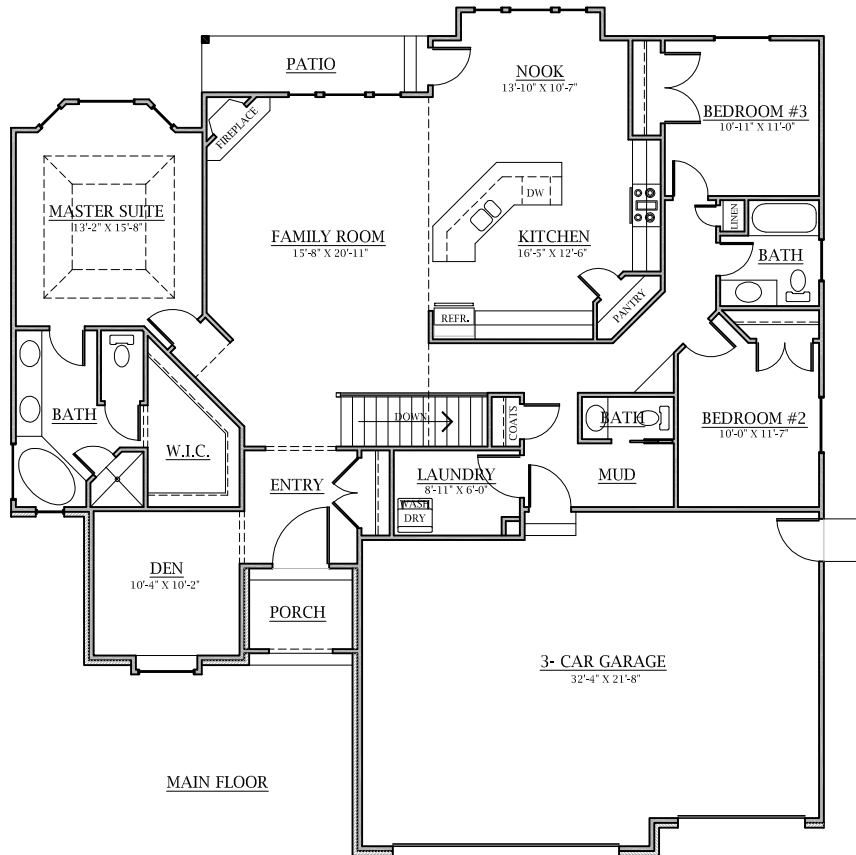 PATIO
NOOK
13'-10" X 10'-7"
BEDROOM #3
10'-11" X 11'-0"
FIREPLACE
DW
LINEN
MASTER SUITE
13'-2" X 15'-8"
FAMILY ROOM
15'-8" X 20'-11"
KITCHEN
16'-5" X 12'-6"
BATH
PANTRY
REFR.
BATH
DOWN
COATS
BATH
BEDROOM #2
10'-0" X 11'-7"
W.I.C.
ENTRY
LAUNDRY
8'-11" X 6'-0"
MUD
WASH
DRY
DEN
10'-4" X 10'-2"
PORCH
3- CAR GARAGE
32'-4" X 21'-8"
MAIN FLOOR